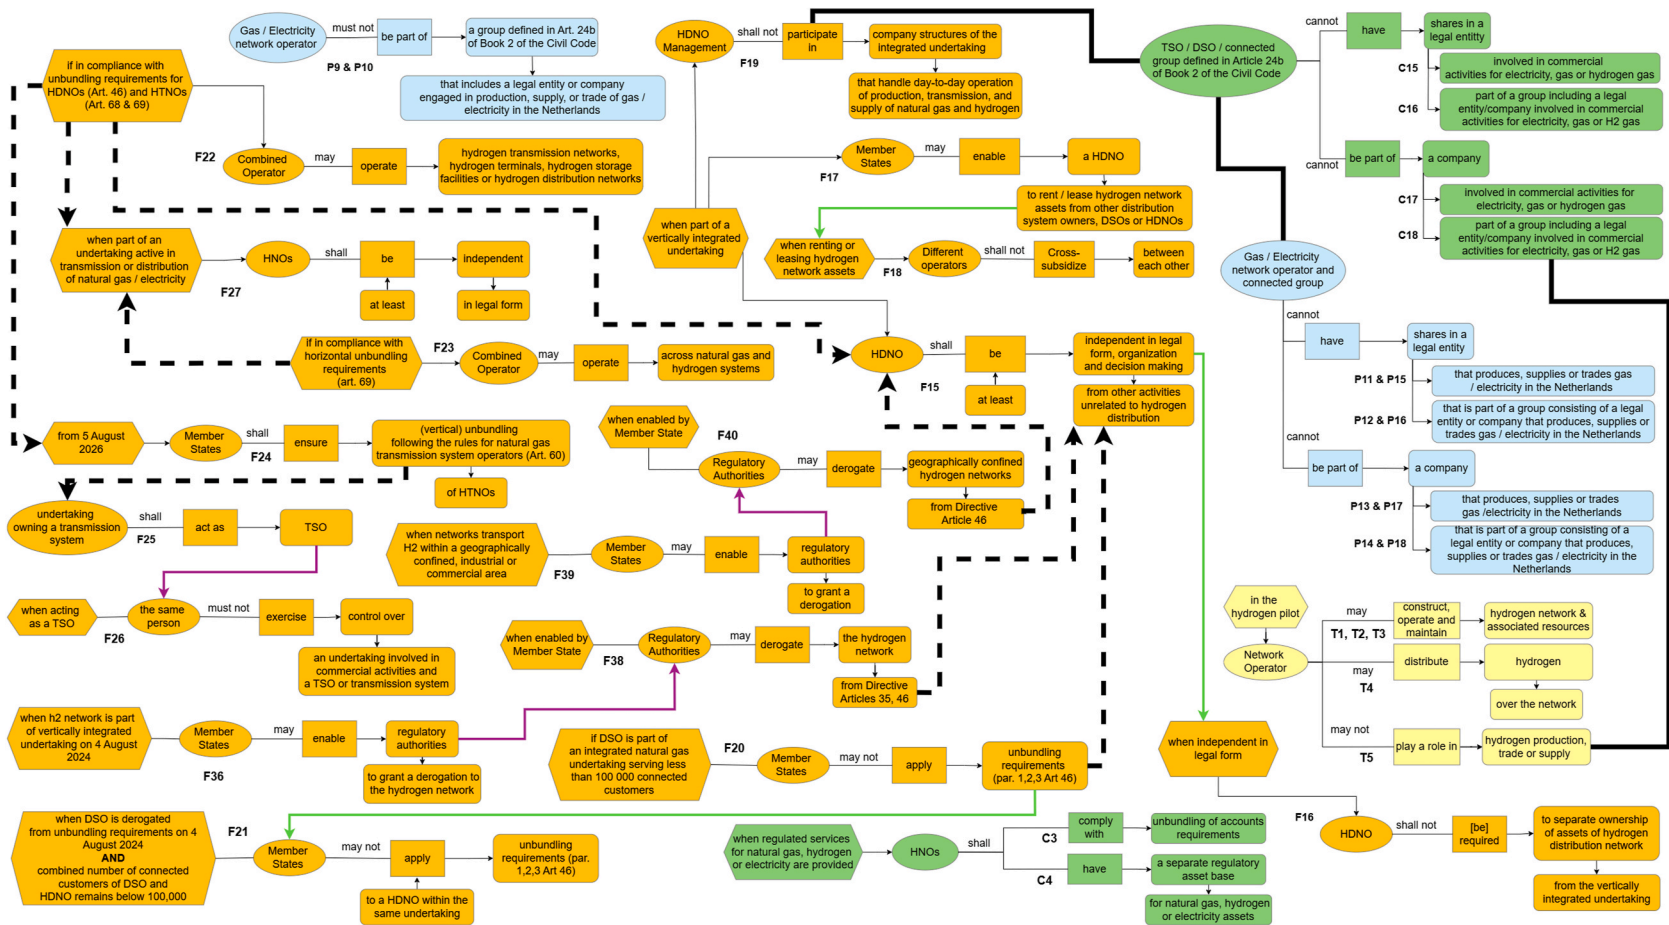 Gas / Electricity
network operator
must not
P9 & P10
be part of
a group defined in Art. 24b
of Book 2 of the Civil Code
that includes a legal entity or company
engaged in production, supply, or trade of gas /
electricity in the Netherlands
HDNO
Management
shall not
F19
participate
in
company structures of the
integrated undertaking
that handle day-to-day operation
of production, transmission, and
supply of natural gas and hydrogen
TSO / DSO / connected
group defined in Article 24b
of Book 2 of the Civil Code
cannot
have
shares in a
legal entitty
C15
involved in commercial
activities for electricity, gas or hydrogen gas
C16
part of a group including a legal
entity/company involved in commercial
activities for electricity, gas or H2 gas
cannot
be part of
a company
C17
involved in commercial activities for
electricity, gas or hydrogen gas
C18
part of a group including a legal
entity/company involved in commercial
activities for electricity, gas or H2 gas
if in compliance with
unbundling requirements for
HDNOs (Art. 46) and HTNOs
(Art. 68 & 69)
F22
Combined
Operator
may
operate
hydrogen transmission networks,
hydrogen terminals, hydrogen storage
facilities or hydrogen distribution networks
F17
Member
States
may
enable
a HDNO
to rent / lease hydrogen network
assets from other distribution
system owners, DSOs or HDNOs
when part of a
vertically integrated
undertaking
when renting or
leasing hydrogen
network assets
F18
Different
operators
shall not
Cross-
subsidize
between
each other
when part of an
undertaking active in
transmission or distribution
of natural gas / electricity
F27
HNOs
shall
be
at least
independent
in legal form
Gas / Electricity
network operator and
connected group
cannot
have
shares in a
legal entity
P11 & P15
that produces, supplies or trades gas
/ electricity in the Netherlands
P12 & P16
that is part of a group consisting of a legal
entity or company that produces, supplies or
trades gas / electricity in the Netherlands
cannot
be part of
a company
P13 & P17
that produces, supplies or trades
gas /electricity in the Netherlands
P14 & P18
that is part of a group consisting of a
legal entity or company that produces,
supplies or trades gas / electricity in the
Netherlands
if in compliance with
horizontal unbundling
requirements
(art. 69)
F23
Combined
Operator
may
operate
across natural gas and
hydrogen systems
HDNO
shall
F15
be
at least
independent in legal
form, organization
and decision making
from other activities
unrelated to hydrogen
distribution
from 5 August
2026
Member
States
shall
F24
ensure
(vertical) unbundling
following the rules for natural gas
transmission system operators (Art. 60)
of HTNOs
when enabled by
Member State
F40
Regulatory
Authorities
may
derogate
geographically confined
hydrogen networks
from Directive
Article 46
undertaking
owning a transmission
system
shall
F25
act as
TSO
when networks transport
H2 within a geographically
confined, industrial or
commercial area
F39
Member
States
may
enable
regulatory
authorities
to grant a
derogation
when acting
as a TSO
F26
the same
person
must not
exercise
control over
an undertaking involved in
commercial activities and
a TSO or transmission system
when enabled by
Member State
F38
Regulatory
Authorities
may
derogate
the hydrogen
network
from Directive
Articles 35, 46
in the
hydrogen pilot
Network
Operator
may
T1, T2, T3
construct,
operate and
maintain
hydrogen network &
associated resources
may
T4
distribute
hydrogen
over the network
may not
T5
play a role in
hydrogen production,
trade or supply
when h2 network is part
of vertically integrated
undertaking on 4 August
2024
F36
Member
States
may
enable
regulatory
authorities
to grant a derogation to
the hydrogen network
if DSO is part of
an integrated natural gas
undertaking serving less
than 100 000 connected
customers
F20
Member
States
may not
apply
unbundling
requirements
(par. 1,2,3 Art 46)
when independent in
legal form
F16
HDNO
shall not
[be]
required
to separate ownership
of assets of hydrogen
distribution network
from the vertically
integrated undertaking
when DSO is derogated
from unbundling requirements on 4
August 2024
AND
combined number of connected
customers of DSO and
HDNO remains below 100,000
F21
Member
States
may not
apply
to a HDNO within the
same undertaking
unbundling
requirements (par.
1,2,3 Art 46)
when regulated services
for natural gas, hydrogen
or electricity are provided
HNOs
shall
C3
comply
with
unbundling of accounts
requirements
C4
have
a separate regulatory
asset base
for natural gas, hydrogen
or electricity assets